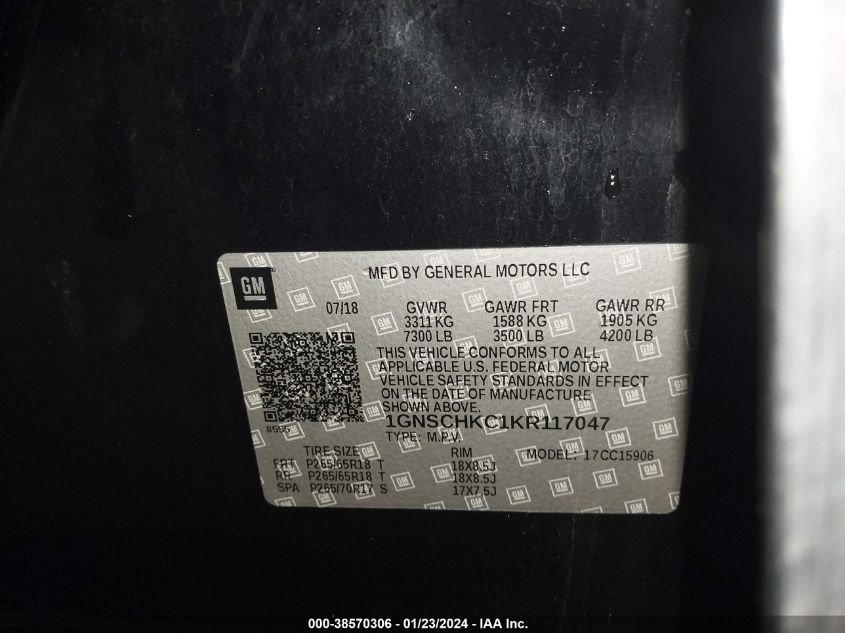 GM
MFD BY GENERAL MOTORS LLC
07/18
GVWR GAWR FRT GAWR RR
3311 KG 1588 KG 1905 KG
7300 LB 3500 LB 4200 LB
THIS VEHICLE CONFORMS TO ALL
APPLICABLE U.S. FEDERAL MOTOR
VEHICLE SAFETY STANDARDS IN EFFECT
ON THE DATE OF MANUFACTURE
SHOWN ABOVE.
8555
1GNSCHKC1KR117047
TYPE: M.P.V. MODEL: 17CC15906
TIRE SIZE RIM
FRT P265/65R18 T 18X8.5J
RR P265/65R18 T 18X8.5J
SPA P265/70R17 S 17X7.5J
000-38570306 - 01/23/2024 - IAA Inc.